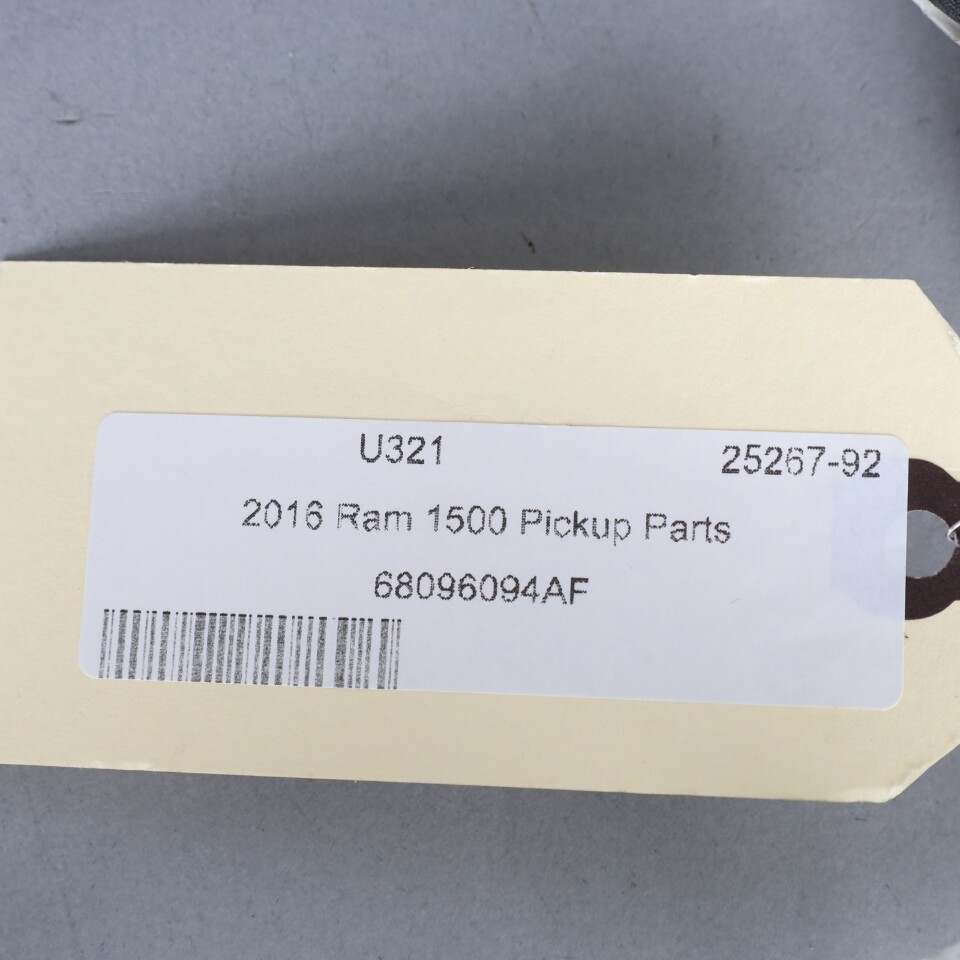 U321 25267-92
2016 Ram 1500 Pickup Parts
68096094AF